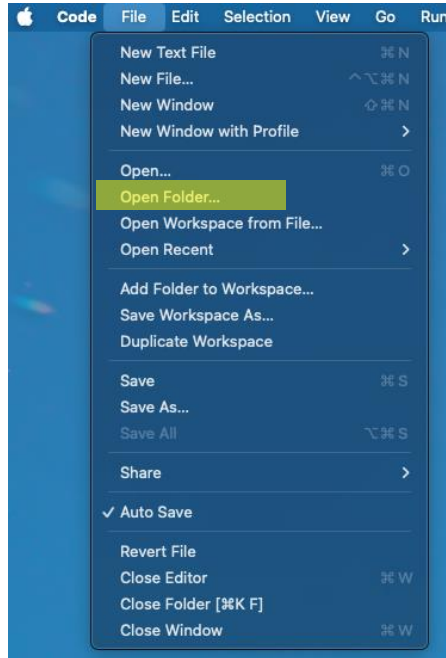 Code File Edit Selection View Go Run
New Text File ⌘ N
New File... ⌃⌥⌘ N
New Window ⇧⌘ N
New Window with Profile >
Open... ⌘ O
Open Folder...
Open Workspace from File...
Open Recent >
Add Folder to Workspace...
Save Workspace As...
Duplicate Workspace
Save ⌘ S
Save As...
Save All ⌥⌘ S
Share >
✓ Auto Save
Revert File
Close Editor ⌘ W
Close Folder [⌘K F]
Close Window ⌘ W